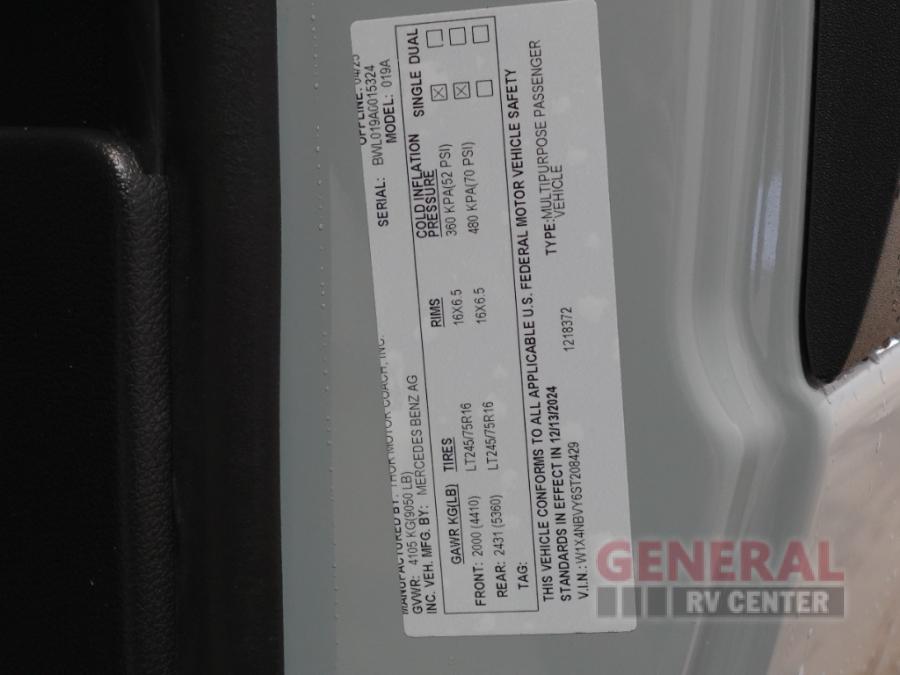 MANUFACTURED BY: THOR MOTOR COACH, INC. OFFLINE: 04/25
GVWR: 4105 KG(9050 LB) SERIAL: BWL019A0015324
INC. VEH. MFG. BY: MERCEDES BENZ AG MODEL: 019A
GAWR KG(LB) TIRES RIMS COLD INFLATION PRESSURE SINGLE DUAL
FRONT: 2000 (4410) LT245/75R16 16X6.5 360 KPA(52 PSI) ☒ ☐
REAR: 2431 (5360) LT245/75R16 16X6.5 480 KPA(70 PSI) ☒ ☐
TAG: ☐ ☐
THIS VEHICLE CONFORMS TO ALL APPLICABLE U.S. FEDERAL MOTOR VEHICLE SAFETY
STANDARDS IN EFFECT IN 12/13/2024 TYPE:MULTIPURPOSE PASSENGER
V.I.N.: W1X4NBVY6ST208429 1218372 VEHICLE
GENERAL
RV CENTER